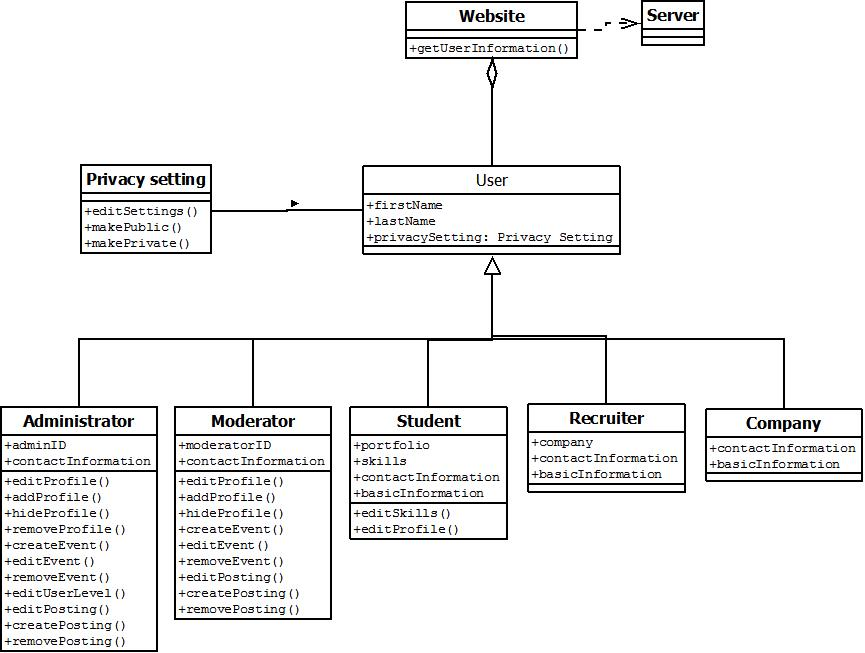 Website
+getUserInformation()
Server
Privacy setting
+editSettings()
+makePublic()
+makePrivate()
User
+firstName
+lastName
+privacySetting: Privacy Setting
Administrator
+adminID
+contactInformation
+editProfile()
+addProfile()
+hideProfile()
+removeProfile()
+createEvent()
+editEvent()
+removeEvent()
+editUserLevel()
+editPosting()
+createPosting()
+removePosting()
Moderator
+moderatorID
+contactInformation
+editProfile()
+addProfile()
+hideProfile()
+createEvent()
+editEvent()
+removeEvent()
+editPosting()
+createPosting()
+removePosting()
Student
+portfolio
+skills
+contactInformation
+basicInformation
+editSkills()
+editProfile()
Recruiter
+company
+contactInformation
+basicInformation
Company
+contactInformation
+basicInformation